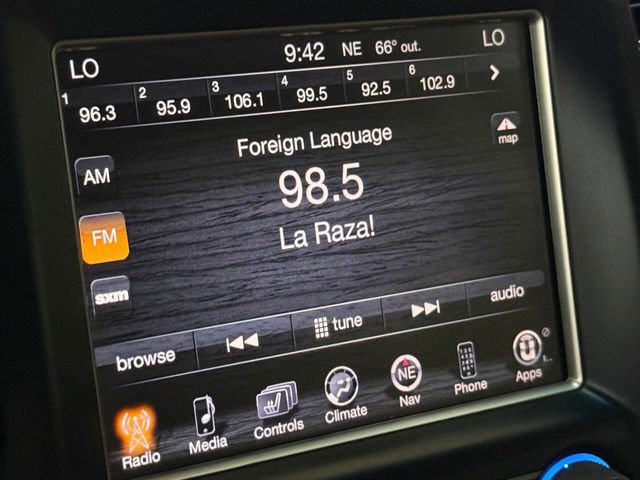 LO 9:42 NE 66° out. LO
1 96.3 2 95.9 3 106.1 4 99.5 5 92.5 6 102.9
Foreign Language
map
98.5
AM
La Raza!
FM
sxm
browse tune audio
Radio Media Controls Climate NE Nav Phone Apps